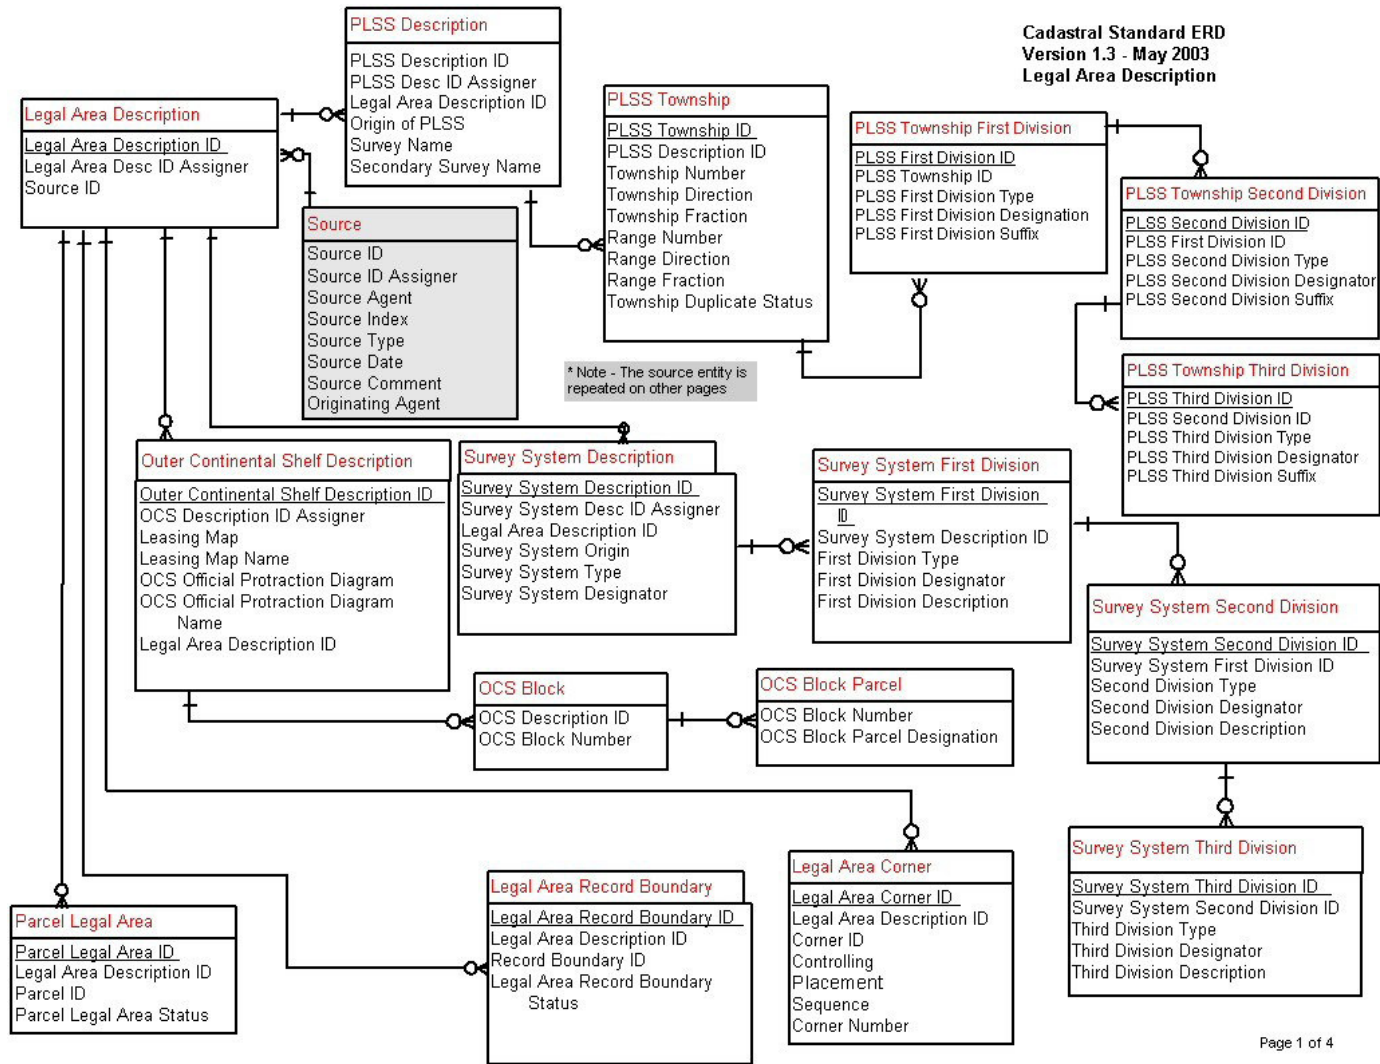 Cadastral Standard ERD
Version 1.3 - May 2003
Legal Area Description
PLSS Description
PLSS Description ID
PLSS Desc ID Assigner
Legal Area Description ID
Origin of PLSS
Survey Name
Secondary Survey Name
Legal Area Description
Legal Area Description ID
Legal Area Desc ID Assigner
Source ID
Source
Source ID
Source ID Assigner
Source Agent
Source Index
Source Type
Source Date
Source Comment
Originating Agent
PLSS Township
PLSS Township ID
PLSS Description ID
Township Number
Township Direction
Township Fraction
Range Number
Range Direction
Range Fraction
Township Duplicate Status
PLSS Township First Division
PLSS First Division ID
PLSS Township ID
PLSS First Division Type
PLSS First Division Designation
PLSS First Division Suffix
PLSS Township Second Division
PLSS Second Division ID
PLSS First Division ID
PLSS Second Division Type
PLSS Second Division Designator
PLSS Second Division Suffix
PLSS Township Third Division
PLSS Third Division ID
PLSS Second Division ID
PLSS Third Division Type
PLSS Third Division Designator
PLSS Third Division Suffix
* Note - The source entity is
repeated on other pages
Outer Continental Shelf Description
Outer Continental Shelf Description ID
OCS Description ID Assigner
Leasing Map
Leasing Map Name
OCS Official Protraction Diagram
OCS Official Protraction Diagram
Name
Legal Area Description ID
Survey System Description
Survey System Description ID
Survey System Desc ID Assigner
Legal Area Description ID
Survey System Origin
Survey System Type
Survey System Designator
Survey System First Division
Survey System First Division
ID
Survey System Description ID
First Division Type
First Division Designator
First Division Description
Survey System Second Division
Survey System Second Division ID
Survey System First Division ID
Second Division Type
Second Division Designator
Second Division Description
OCS Block
OCS Description ID
OCS Block Number
OCS Block Parcel
OCS Block Number
OCS Block Parcel Designation
Survey System Third Division
Survey System Third Division ID
Survey System Second Division ID
Third Division Type
Third Division Designator
Third Division Description
Legal Area Corner
Legal Area Corner ID
Legal Area Description ID
Corner ID
Controlling
Placement
Sequence
Corner Number
Legal Area Record Boundary
Legal Area Record Boundary ID
Legal Area Description ID
Record Boundary ID
Legal Area Record Boundary
Status
Parcel Legal Area
Parcel Legal Area ID
Legal Area Description ID
Parcel ID
Parcel Legal Area Status
Page 1 of 4